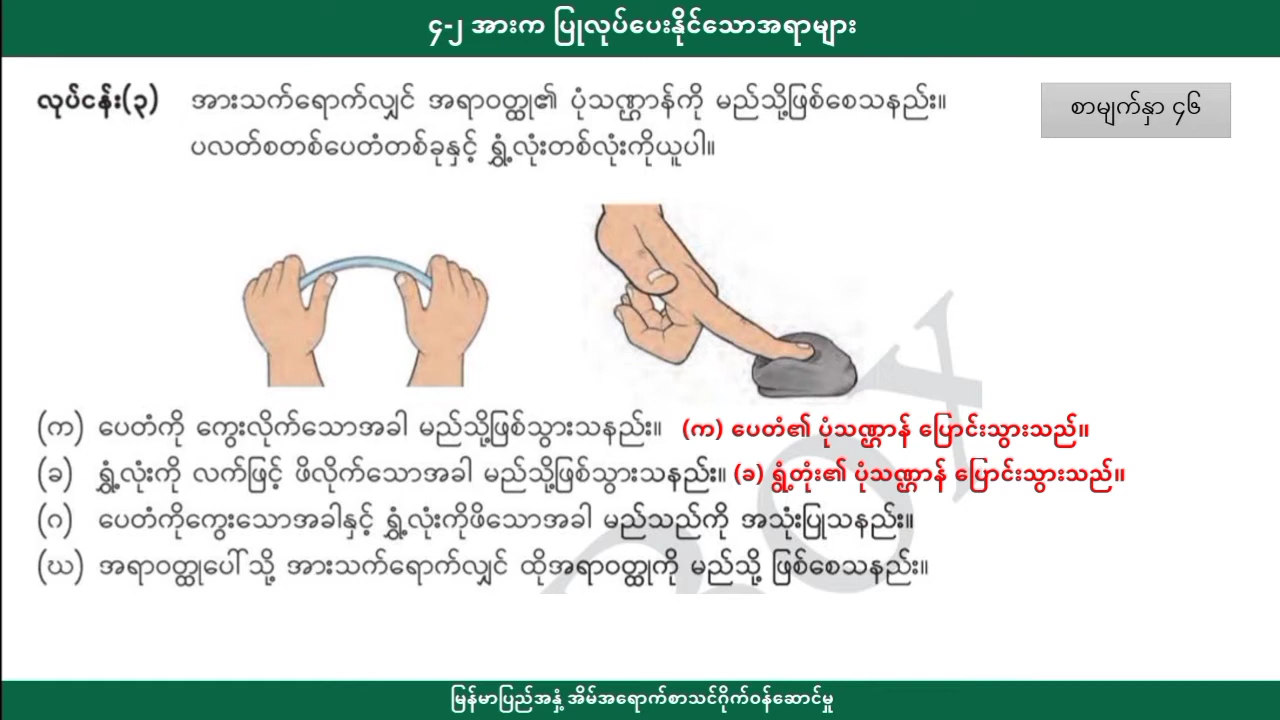 ၄-၂ အားက ပြုလုပ်ပေးနိုင်သောအရာများ
လုပ်ငန်း(၃) အားသက်ရောက်လျှင် အရာဝတ္ထု၏ ပုံသဏ္ဌာန်ကို မည်သို့ဖြစ်စေသနည်း။
စာမျက်နှာ ၄၆
ပလတ်စတစ်ပေတံတစ်ခုနှင့် ရွှံ့လုံးတစ်လုံးကိုယူပါ။
(က) ပေတံကို ကွေးလိုက်သောအခါ မည်သို့ဖြစ်သွားသနည်း။ (က) ပေတံ၏ ပုံသဏ္ဌာန် ပြောင်းသွားသည်။
(ခ) ရွှံ့လုံးကို လက်ဖြင့် ဖိလိုက်သောအခါ မည်သို့ဖြစ်သွားသနည်း။ (ခ) ရွံ့တုံး၏ ပုံသဏ္ဌာန် ပြောင်းသွားသည်။
(ဂ) ပေတံကိုကွေးသောအခါနှင့် ရွှံ့လုံးကိုဖိသောအခါ မည်သည်ကို အသုံးပြုသနည်း။
(ဃ) အရာဝတ္ထုပေါ်သို့ အားသက်ရောက်လျှင် ထိုအရာဝတ္ထုကို မည်သို့ ဖြစ်စေသနည်း။
မြန်မာပြည်အနှံ့ အိမ်အရောက်စာသင်ဂိုက်ဝန်ဆောင်မှု